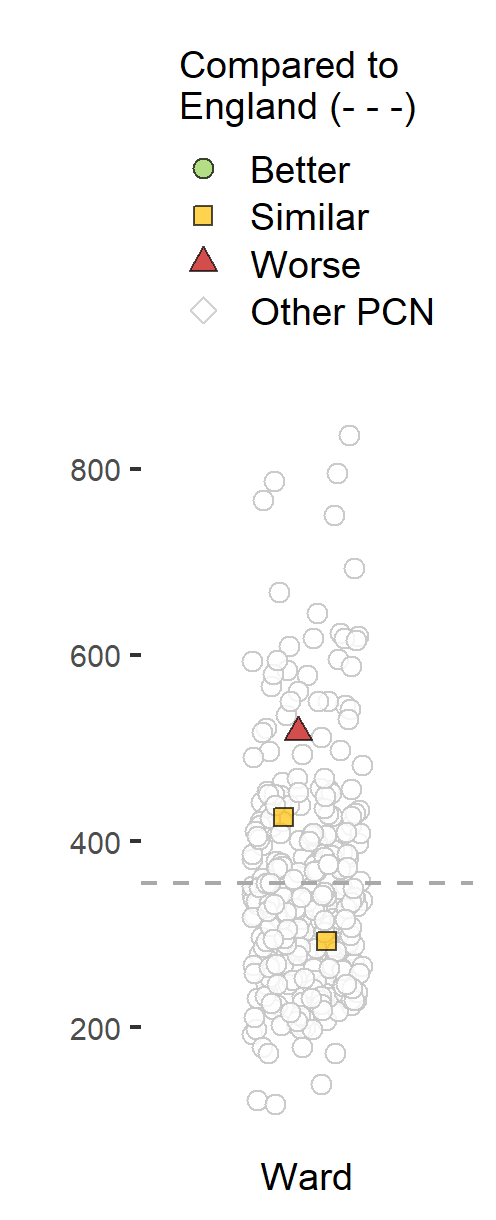 Compared to
England (- - -)
Better
Similar
Worse
Other PCN
800
600
400
200
Ward